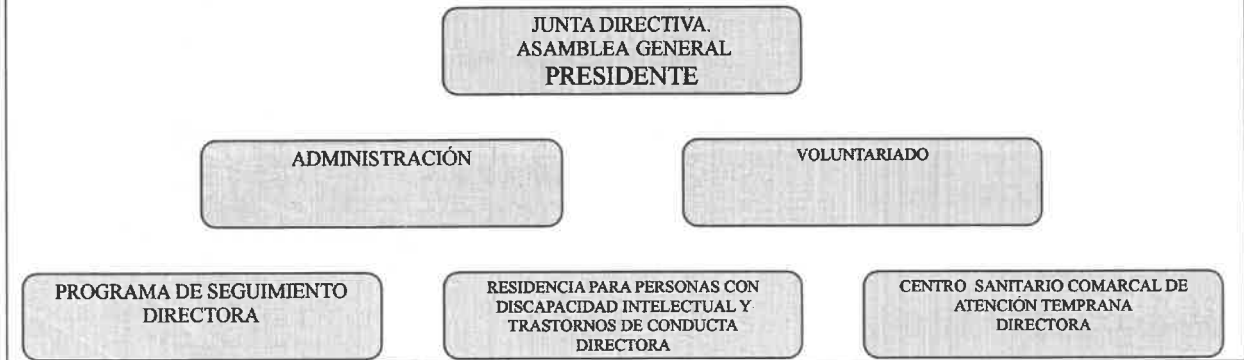 JUNTA DIRECTIVA.
ASAMBLEA GENERAL
PRESIDENTE
ADMINISTRACIÓN
VOLUNTARIADO
PROGRAMA DE SEGUIMIENTO
DIRECTORA
RESIDENCIA PARA PERSONAS CON
DISCAPACIDAD INTELECTUAL Y
TRASTORNOS DE CONDUCTA
DIRECTORA
CENTRO SANITARIO COMARCAL DE
ATENCIÓN TEMPRANA
DIRECTORA